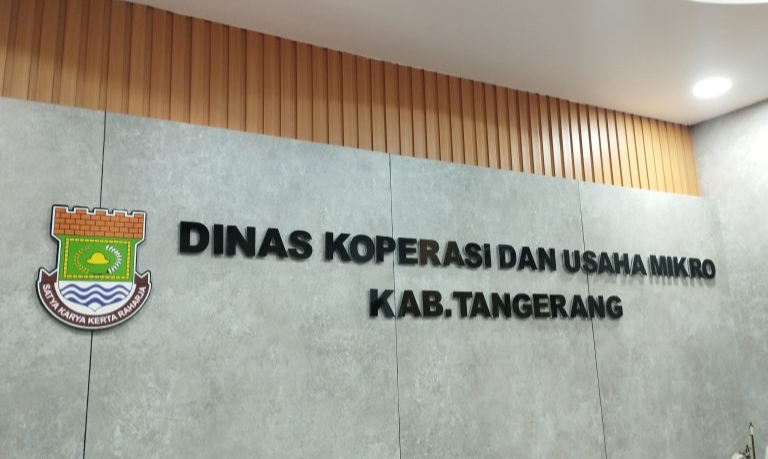 DINAS KOPERASI DAN USAHA MIKRO
KAB.TANGERANG
SATYA KARYA KERTA RAHARJA